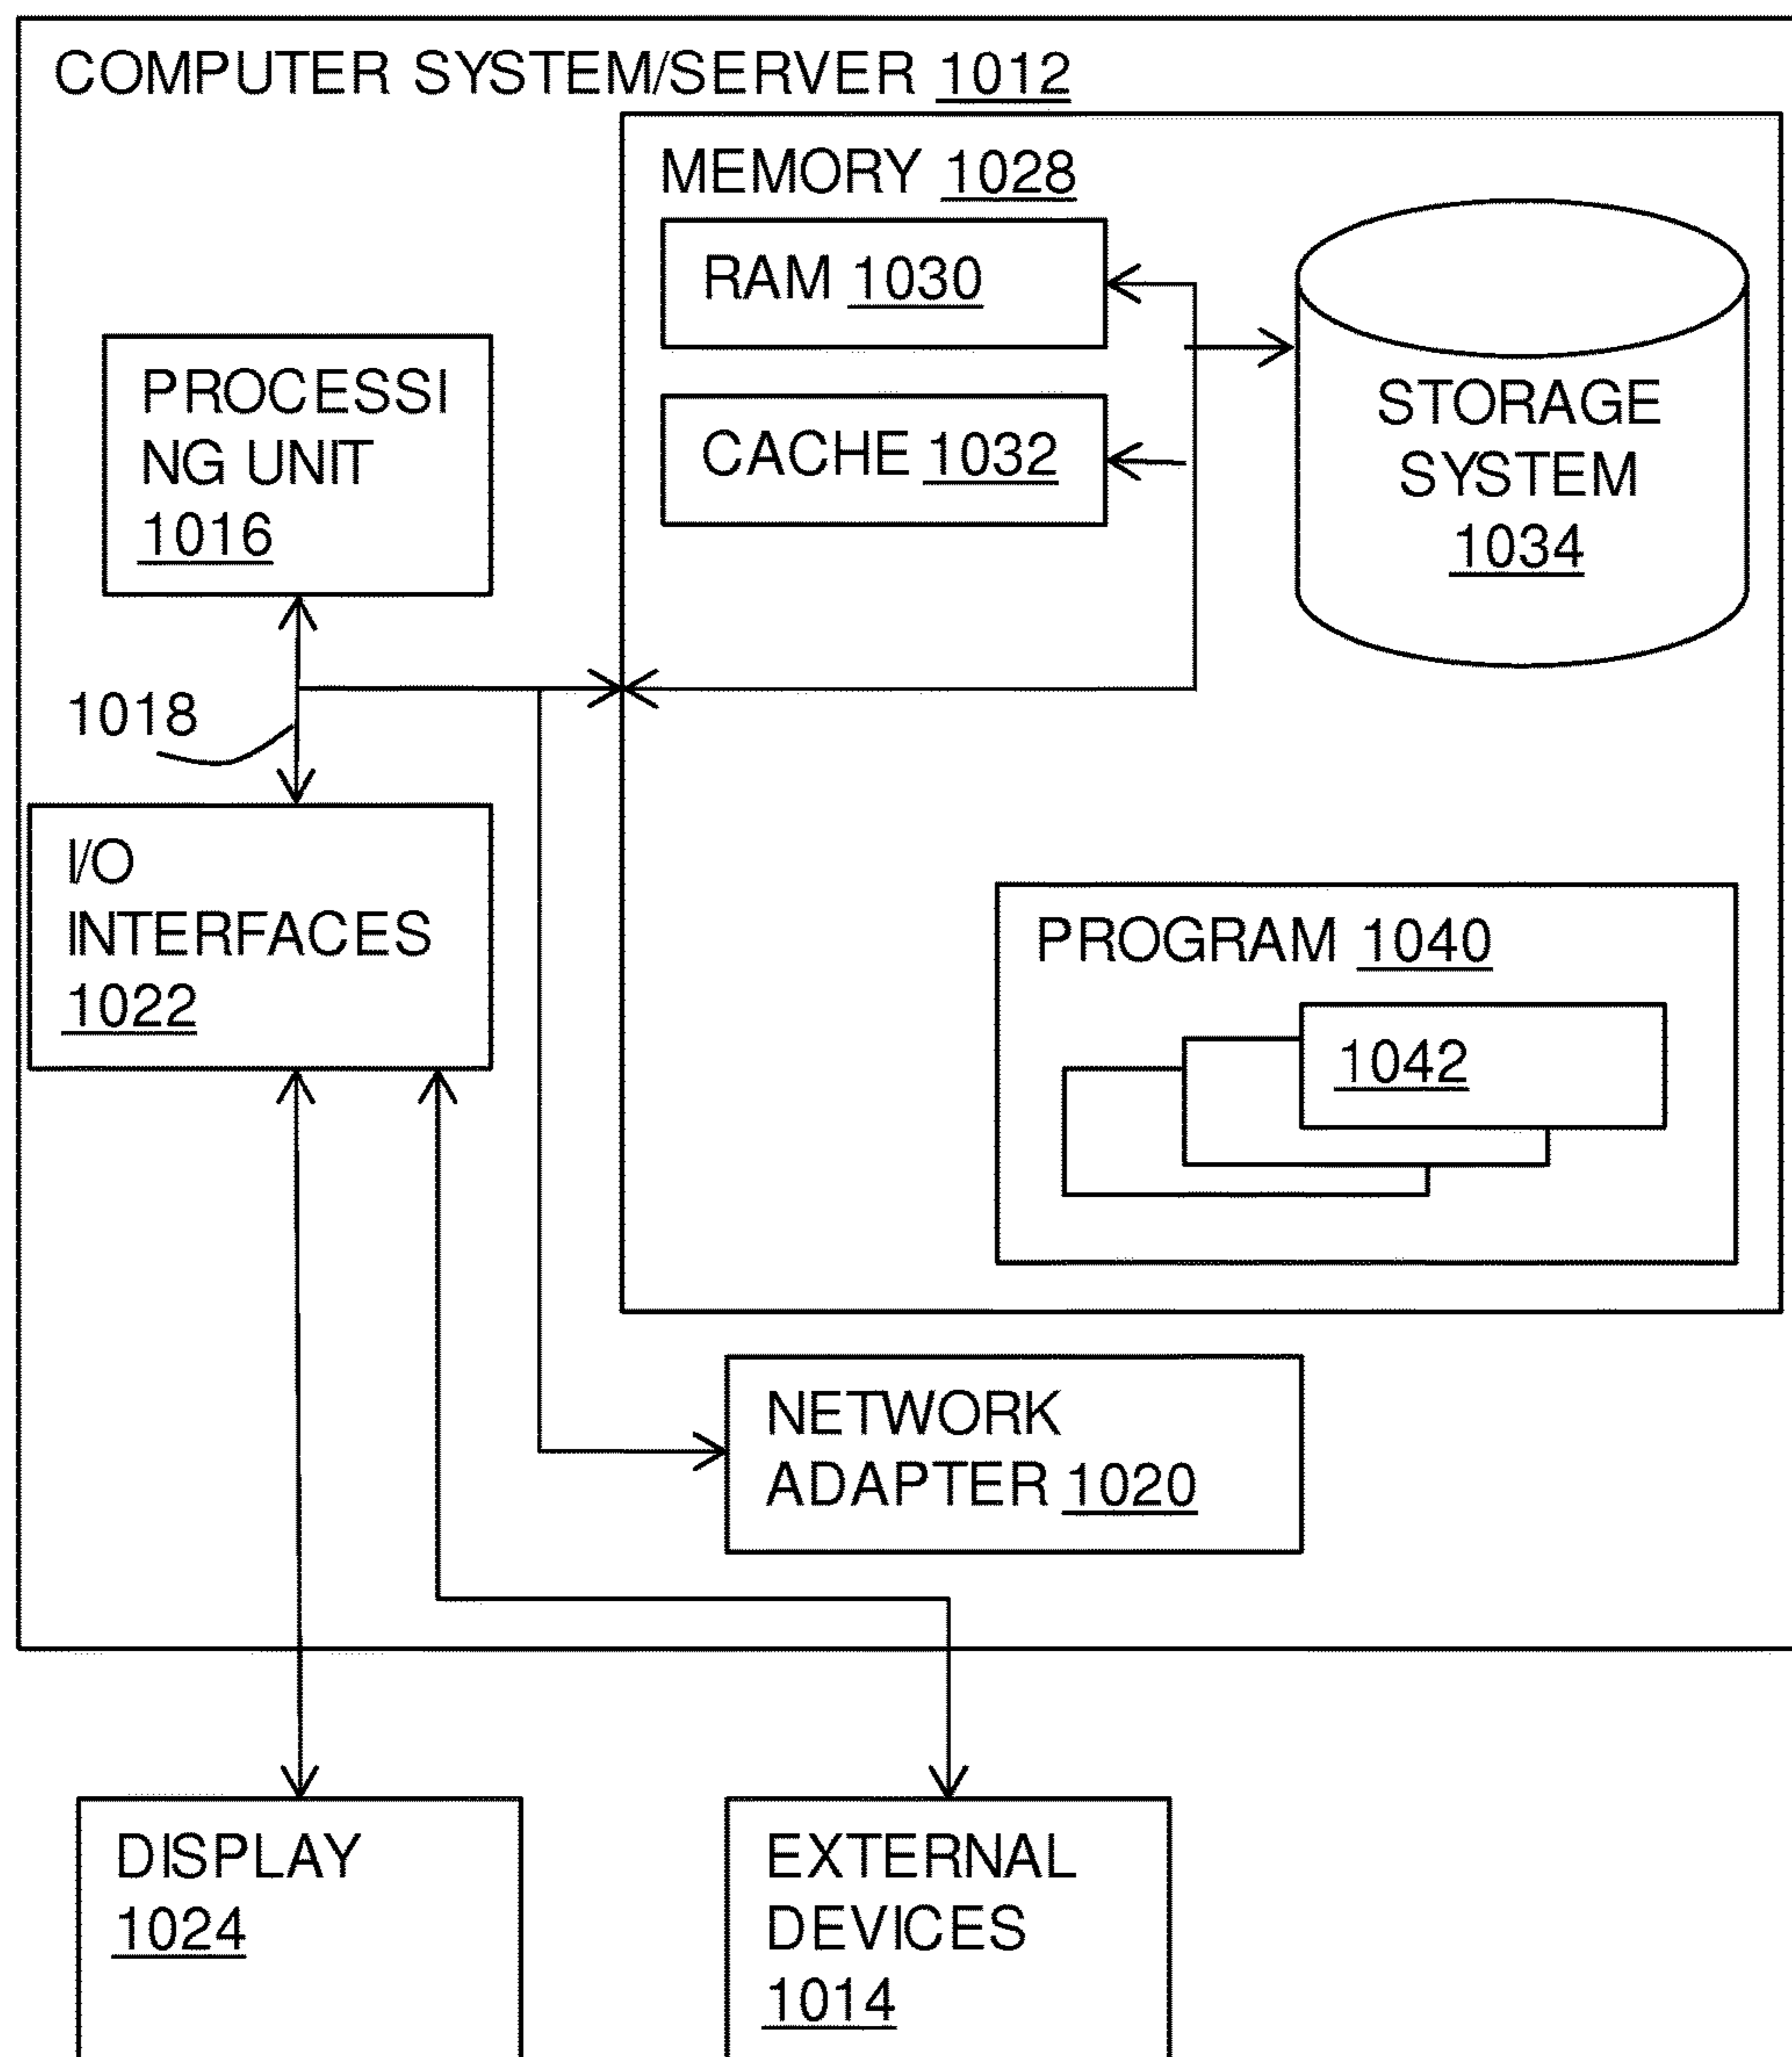 COMPUTER SYSTEM/SERVER 1012
MEMORY 1028
RAM 1030
CACHE 1032
STORAGE
SYSTEM
1034
PROCESSI
NG UNIT
1016
1018
I/O
INTERFACES
1022
PROGRAM 1040
1042
NETWORK
ADAPTER 1020
DISPLAY
1024
EXTERNAL
DEVICES
1014